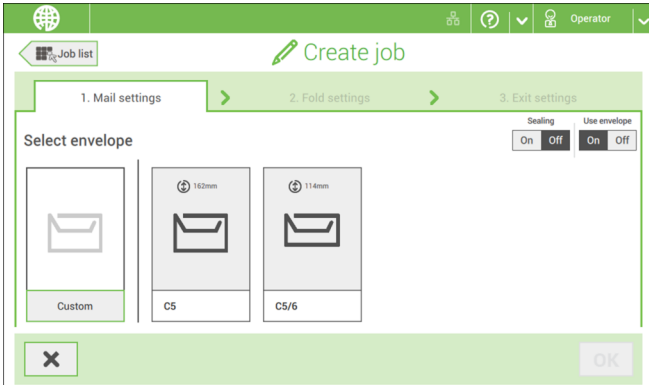 Operator
Job list
Create job
1. Mail settings
2. Fold settings
3. Exit settings
Select envelope
Sealing
Use envelope
On Off
On Off
162mm
114mm
Custom
C5
C5/6
OK